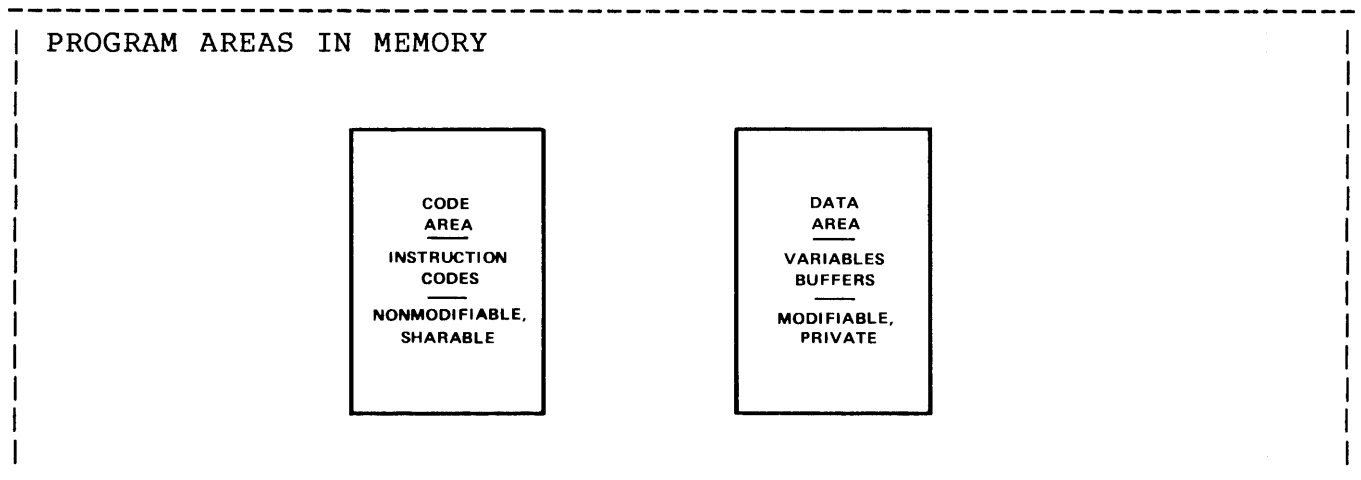 PROGRAM AREAS IN MEMORY
CODE
AREA
INSTRUCTION
CODES
NONMODIFIABLE,
SHARABLE
DATA
AREA
VARIABLES
BUFFERS
MODIFIABLE,
PRIVATE